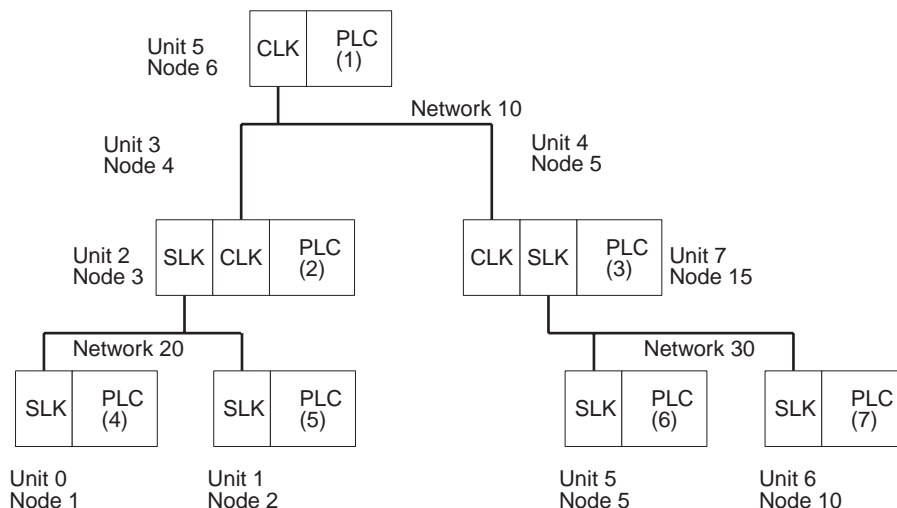 Unit 5
Node 6
CLK
PLC
(1)
Network 10
Unit 3
Node 4
Unit 4
Node 5
Unit 2
Node 3
SLK
CLK
PLC
(2)
CLK
SLK
PLC
(3)
Unit 7
Node 15
Network 20
Network 30
SLK
PLC
(4)
SLK
PLC
(5)
SLK
PLC
(6)
SLK
PLC
(7)
Unit 0
Node 1
Unit 1
Node 2
Unit 5
Node 5
Unit 6
Node 10